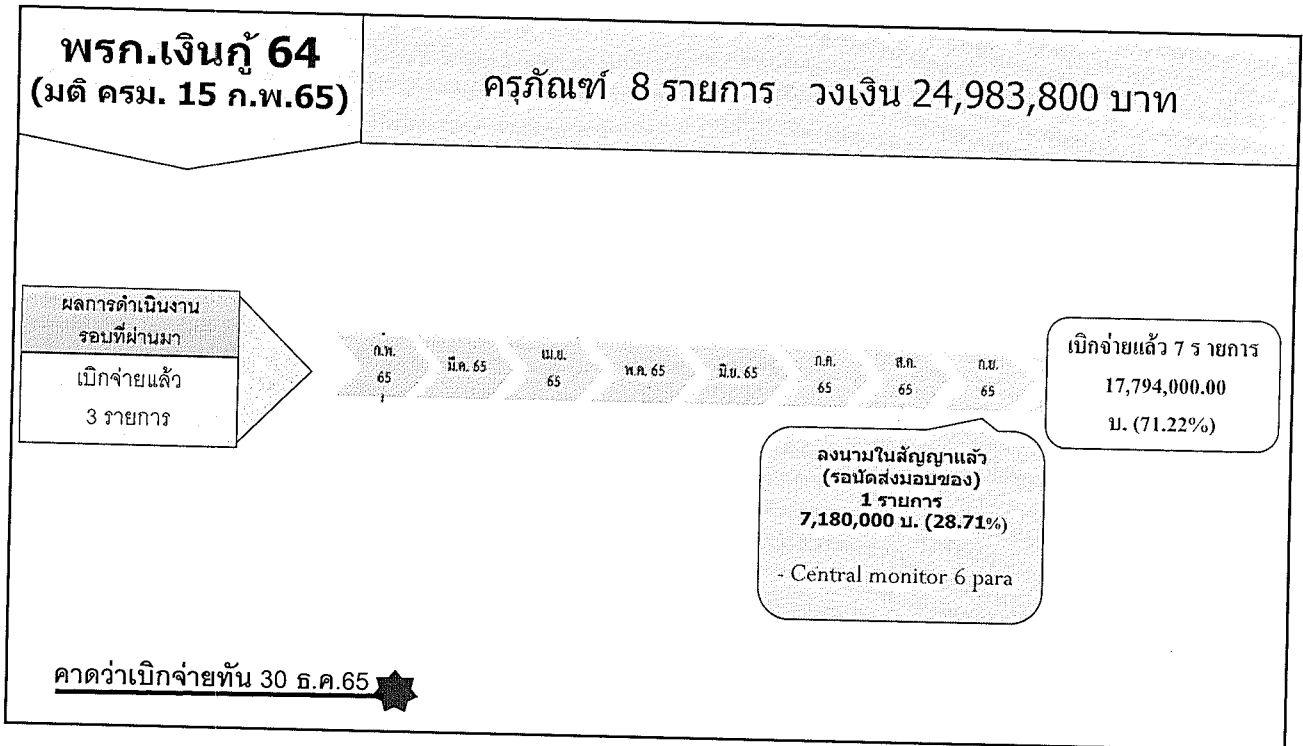 พรก.เงินกู้ 64
(มติ ครม. 15 ก.พ.65)
ครุภัณฑ์ 8 รายการ วงเงิน 24,983,800 บาท
ผลการดำเนินงาน
รอบที่ผ่านมา
เบิกจ่ายแล้ว
3 รายการ
ก.พ.
65
มี.ค. 65
เม.ย.
65
พ.ค. 65
มิ.ย. 65
ก.ค.
65
ส.ค.
65
ก.ย.
65
เบิกจ่ายแล้ว 7 ร ายการ
17,794,000.00
บ. (71.22%)
ลงนามในสัญญาแล้ว
(รอนัดส่งมอบของ)
1 รายการ
7,180,000 บ. (28.71%)
- Central monitor 6 para
คาดว่าเบิกจ่ายทัน 30 ธ.ค.65